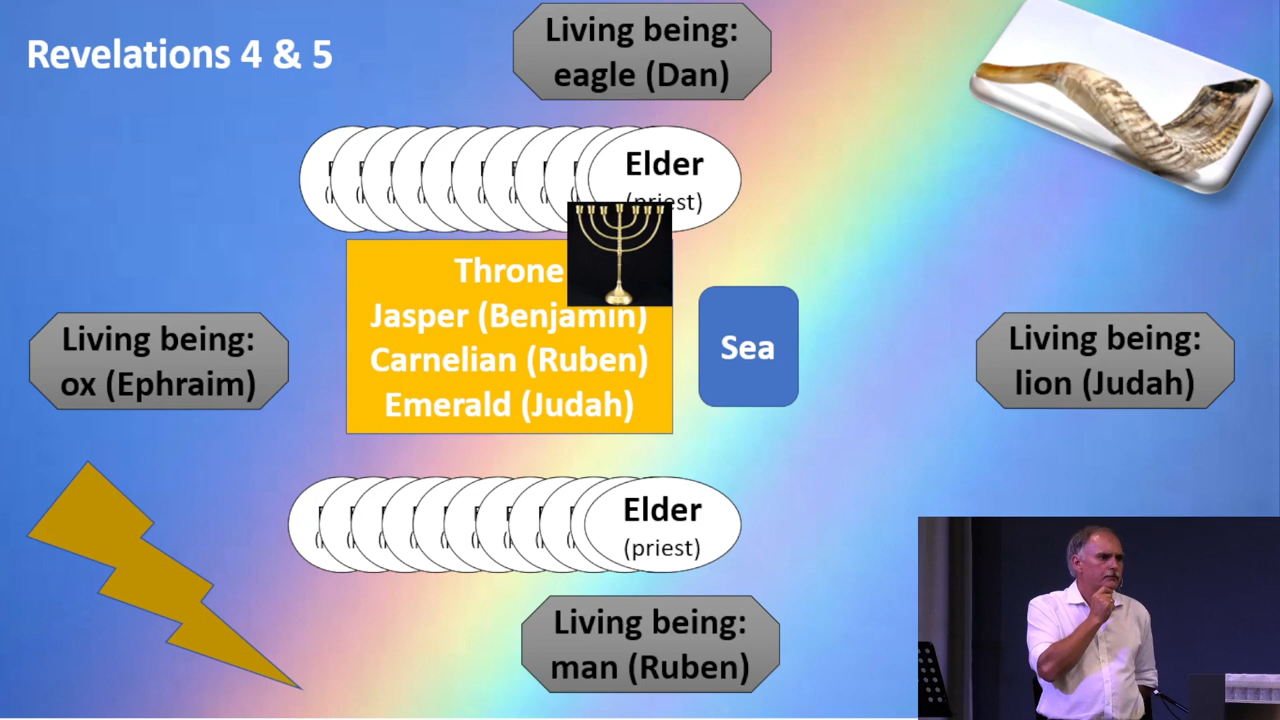 Revelations 4 & 5
Living being:
eagle (Dan)
Elder
(priest)
Throne
Jasper (Benjamin)
Carnelian (Ruben)
Emerald (Judah)
Sea
Living being:
ox (Ephraim)
Living being:
lion (Judah)
Elder
(priest)
Living being:
man (Ruben)